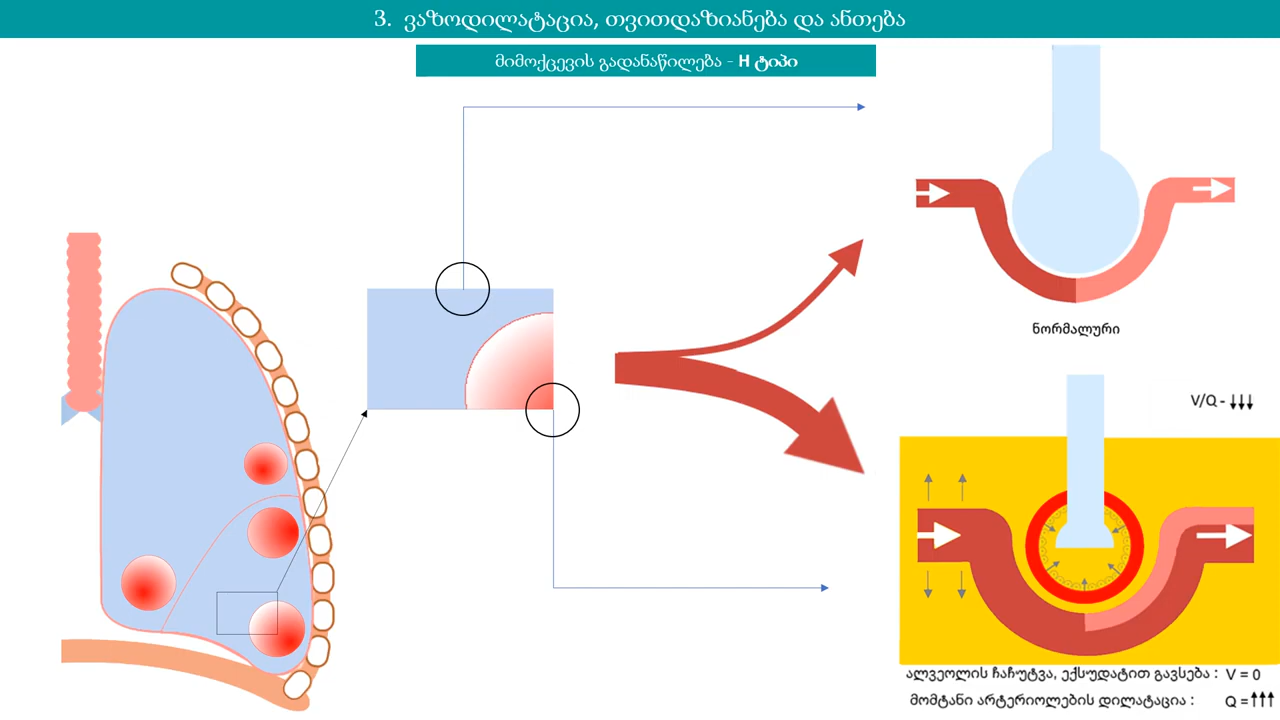 3. ვაზოდილატაცია, თვითდაზიანება და ანთება
მიმოქცევის გადანაწილება - H ტიპი
ნორმალური
V/Q - ↓↓↓
ალვეოლის ჩაჩუტვა, ექსუდატით გავსება : V = 0
მომტანი არტერიოლების დილატაცია : Q =↑↑↑